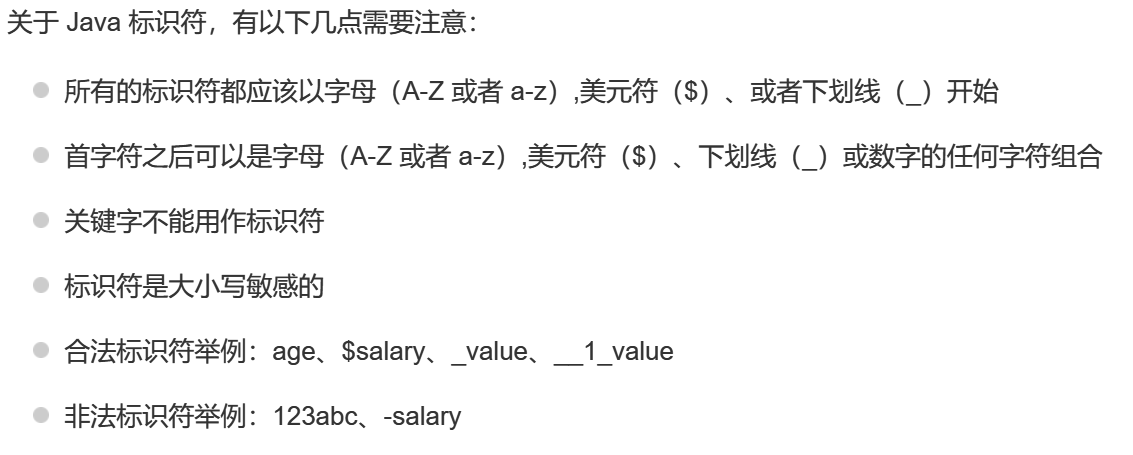 关于 Java 标识符，有以下几点需要注意：
所有的标识符都应该以字母（A-Z 或者 a-z）,美元符（$）、或者下划线（_）开始
首字符之后可以是字母（A-Z 或者 a-z）,美元符（$）、下划线（_）或数字的任何字符组合
关键字不能用作标识符
标识符是大小写敏感的
合法标识符举例：age、$salary、_value、__1_value
非法标识符举例：123abc、-salary